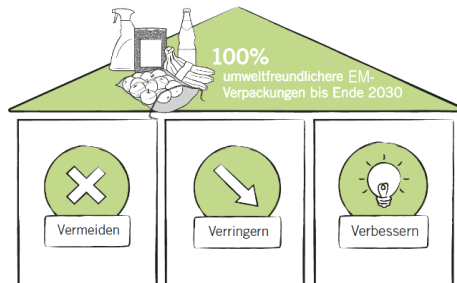 100%
umweltfreundlichere EM-
Verpackungen bis Ende 2030
Vermeiden
Verringern
Verbessern